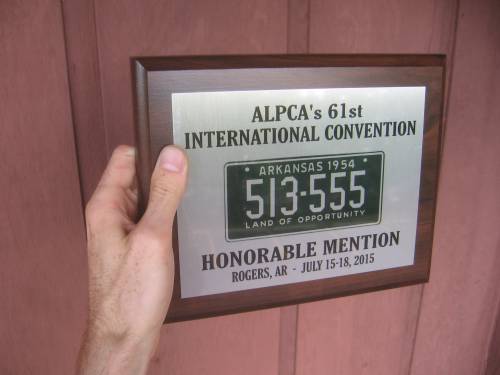 ALPCA's 61st
INTERNATIONAL CONVENTION
ARKANSAS 1954
513-555
LAND OF OPPORTUNITY
HONORABLE MENTION
ROGERS, AR - JULY 15-18, 2015